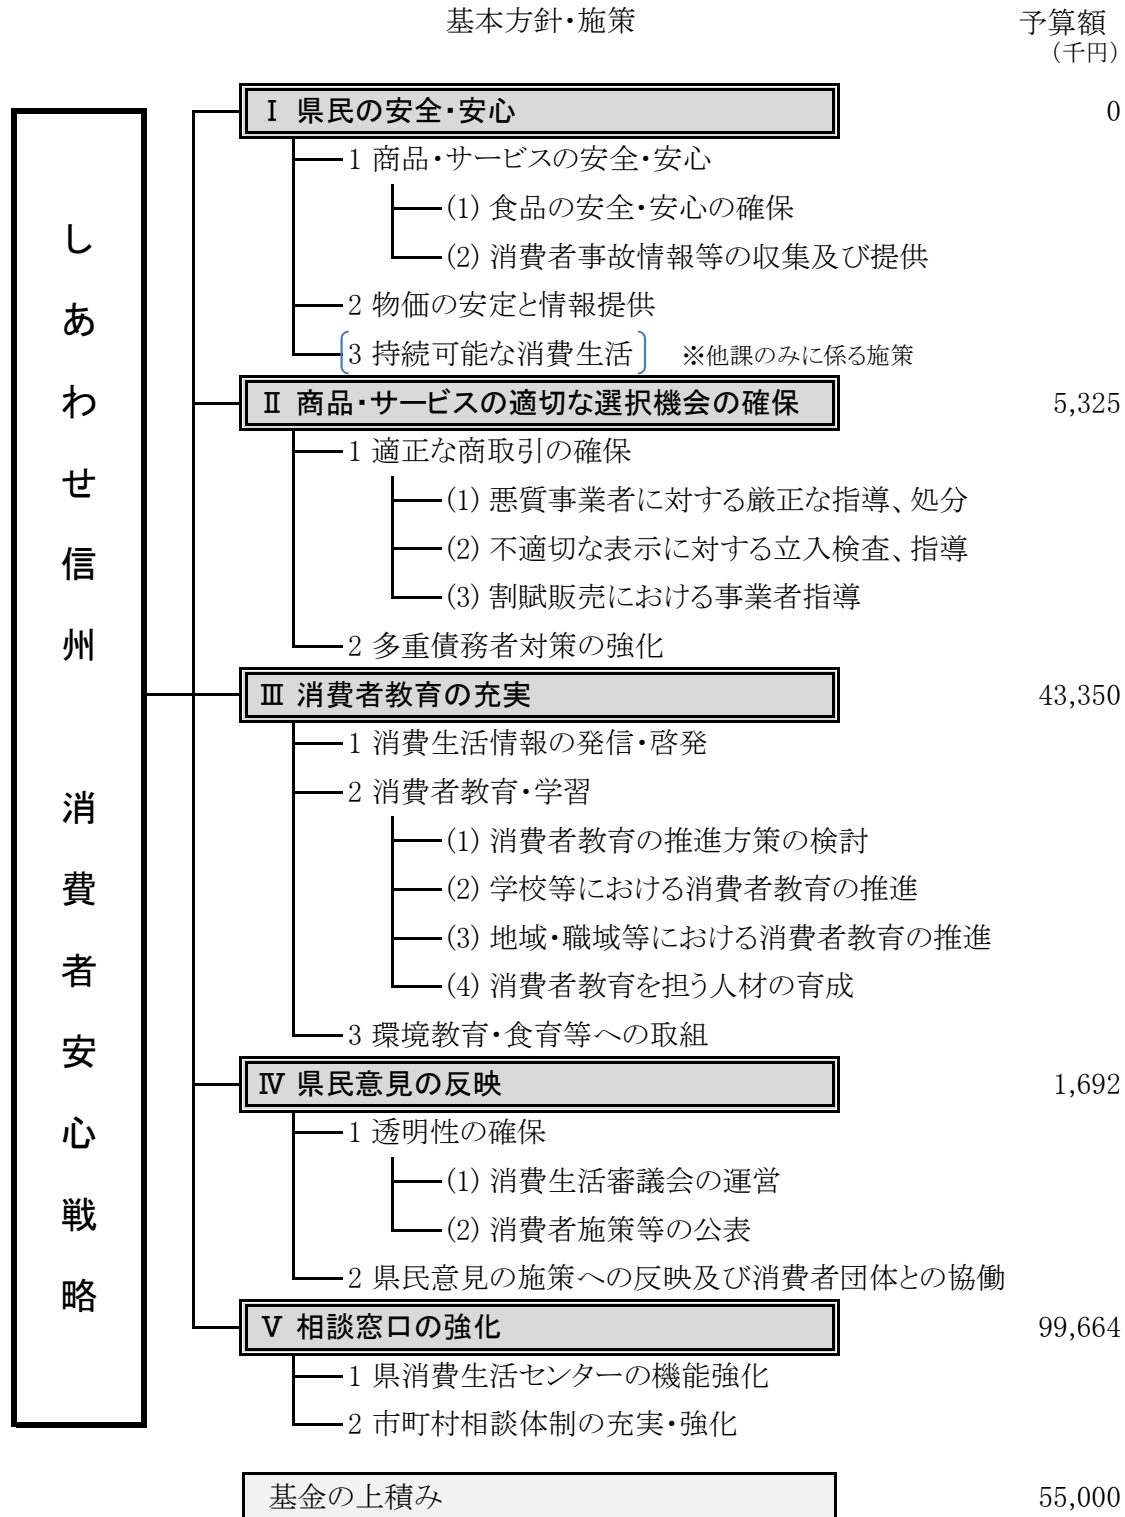 基本方針・施策 予算額
(千円)
しあわせ信州 消費者安心戦略
Ⅰ 県民の安全・安心 0
1 商品・サービスの安全・安心
(1) 食品の安全・安心の確保
(2) 消費者事故情報等の収集及び提供
2 物価の安定と情報提供
3 持続可能な消費生活 ※他課のみに係る施策
Ⅱ 商品・サービスの適切な選択機会の確保 5,325
1 適正な商取引の確保
(1) 悪質事業者に対する厳正な指導、処分
(2) 不適切な表示に対する立入検査、指導
(3) 割賦販売における事業者指導
2 多重債務者対策の強化
Ⅲ 消費者教育の充実 43,350
1 消費生活情報の発信・啓発
2 消費者教育・学習
(1) 消費者教育の推進方策の検討
(2) 学校等における消費者教育の推進
(3) 地域・職域等における消費者教育の推進
(4) 消費者教育を担う人材の育成
3 環境教育・食育等への取組
Ⅳ 県民意見の反映 1,692
1 透明性の確保
(1) 消費生活審議会の運営
(2) 消費者施策等の公表
2 県民意見の施策への反映及び消費者団体との協働
Ⅴ 相談窓口の強化 99,664
1 県消費生活センターの機能強化
2 市町村相談体制の充実・強化
基金の上積み 55,000